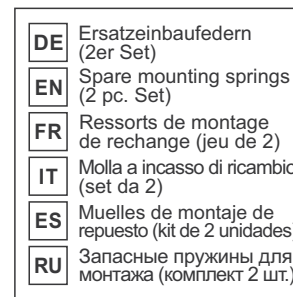 DE Ersatzeinbaufedern
(2er Set)
EN Spare mounting springs
(2 pc. Set)
FR Ressorts de montage
de rechange (jeu de 2)
IT Molla a incasso di ricambio
(set da 2)
ES Muelles de montaje de
repuesto (kit de 2 unidades)
RU Запасные пружины для
монтажа (комплект 2 шт.)